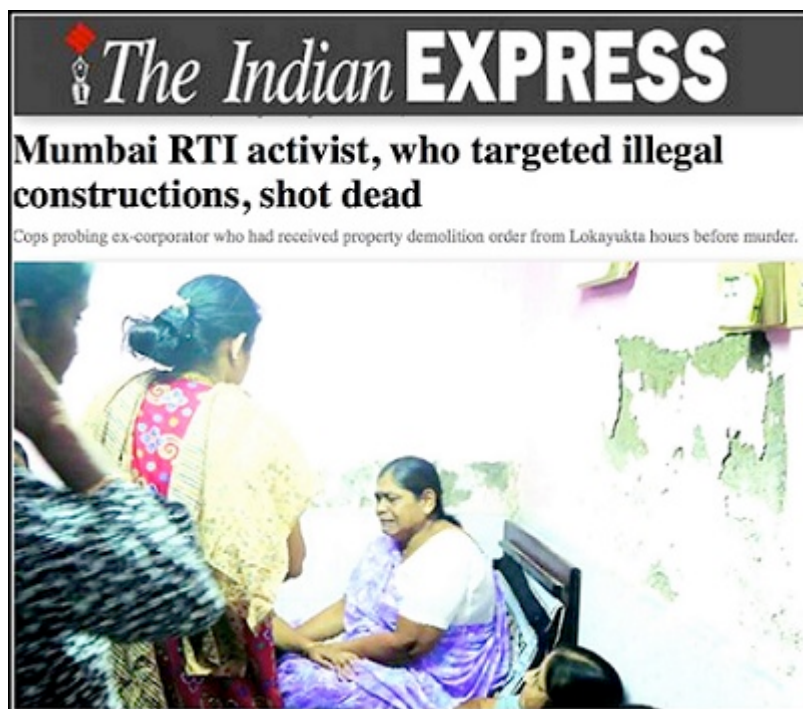 The Indian EXPRESS
Mumbai RTI activist, who targeted illegal
constructions, shot dead
Cops probing ex-corporator who had received property demolition order from Lokayukta hours before murder.